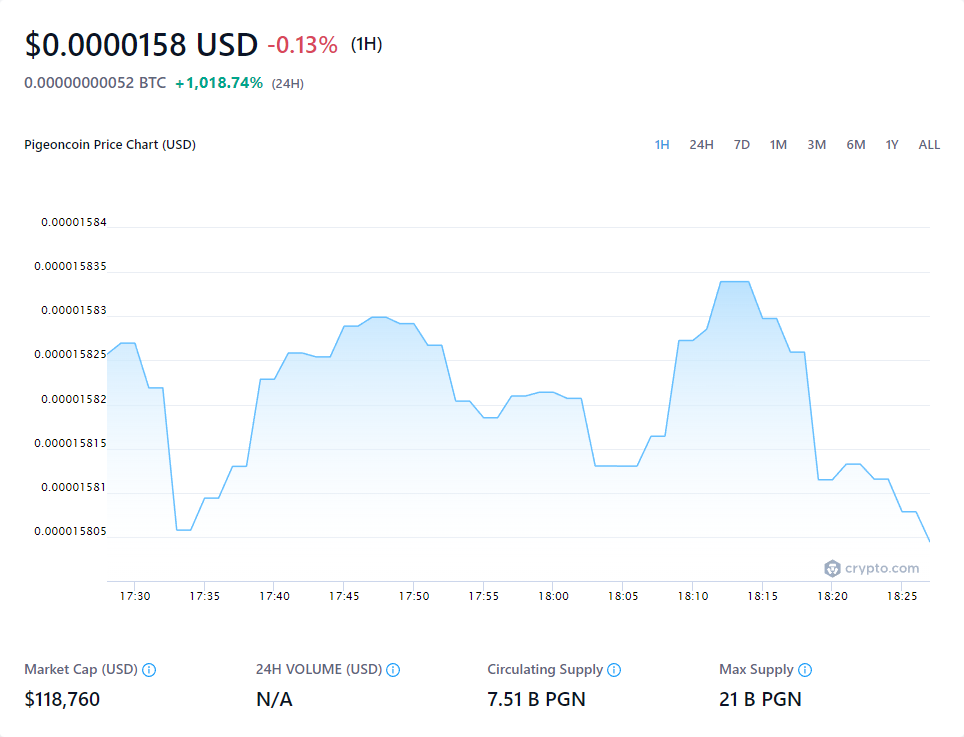 $0.0000158 USD -0.13% (1H)
0.00000000052 BTC +1,018.74% (24H)
Pigeoncoin Price Chart (USD) 1H 24H 7D 1M 3M 6M 1Y ALL
0.00001584
0.000015835
0.00001583
0.000015825
0.00001582
0.000015815
0.00001581
0.000015805
crypto.com
17:30 17:35 17:40 17:45 17:50 17:55 18:00 18:05 18:10 18:15 18:20 18:25
Market Cap (USD) 24H VOLUME (USD) Circulating Supply Max Supply
$118,760 N/A 7.51 B PGN 21 B PGN